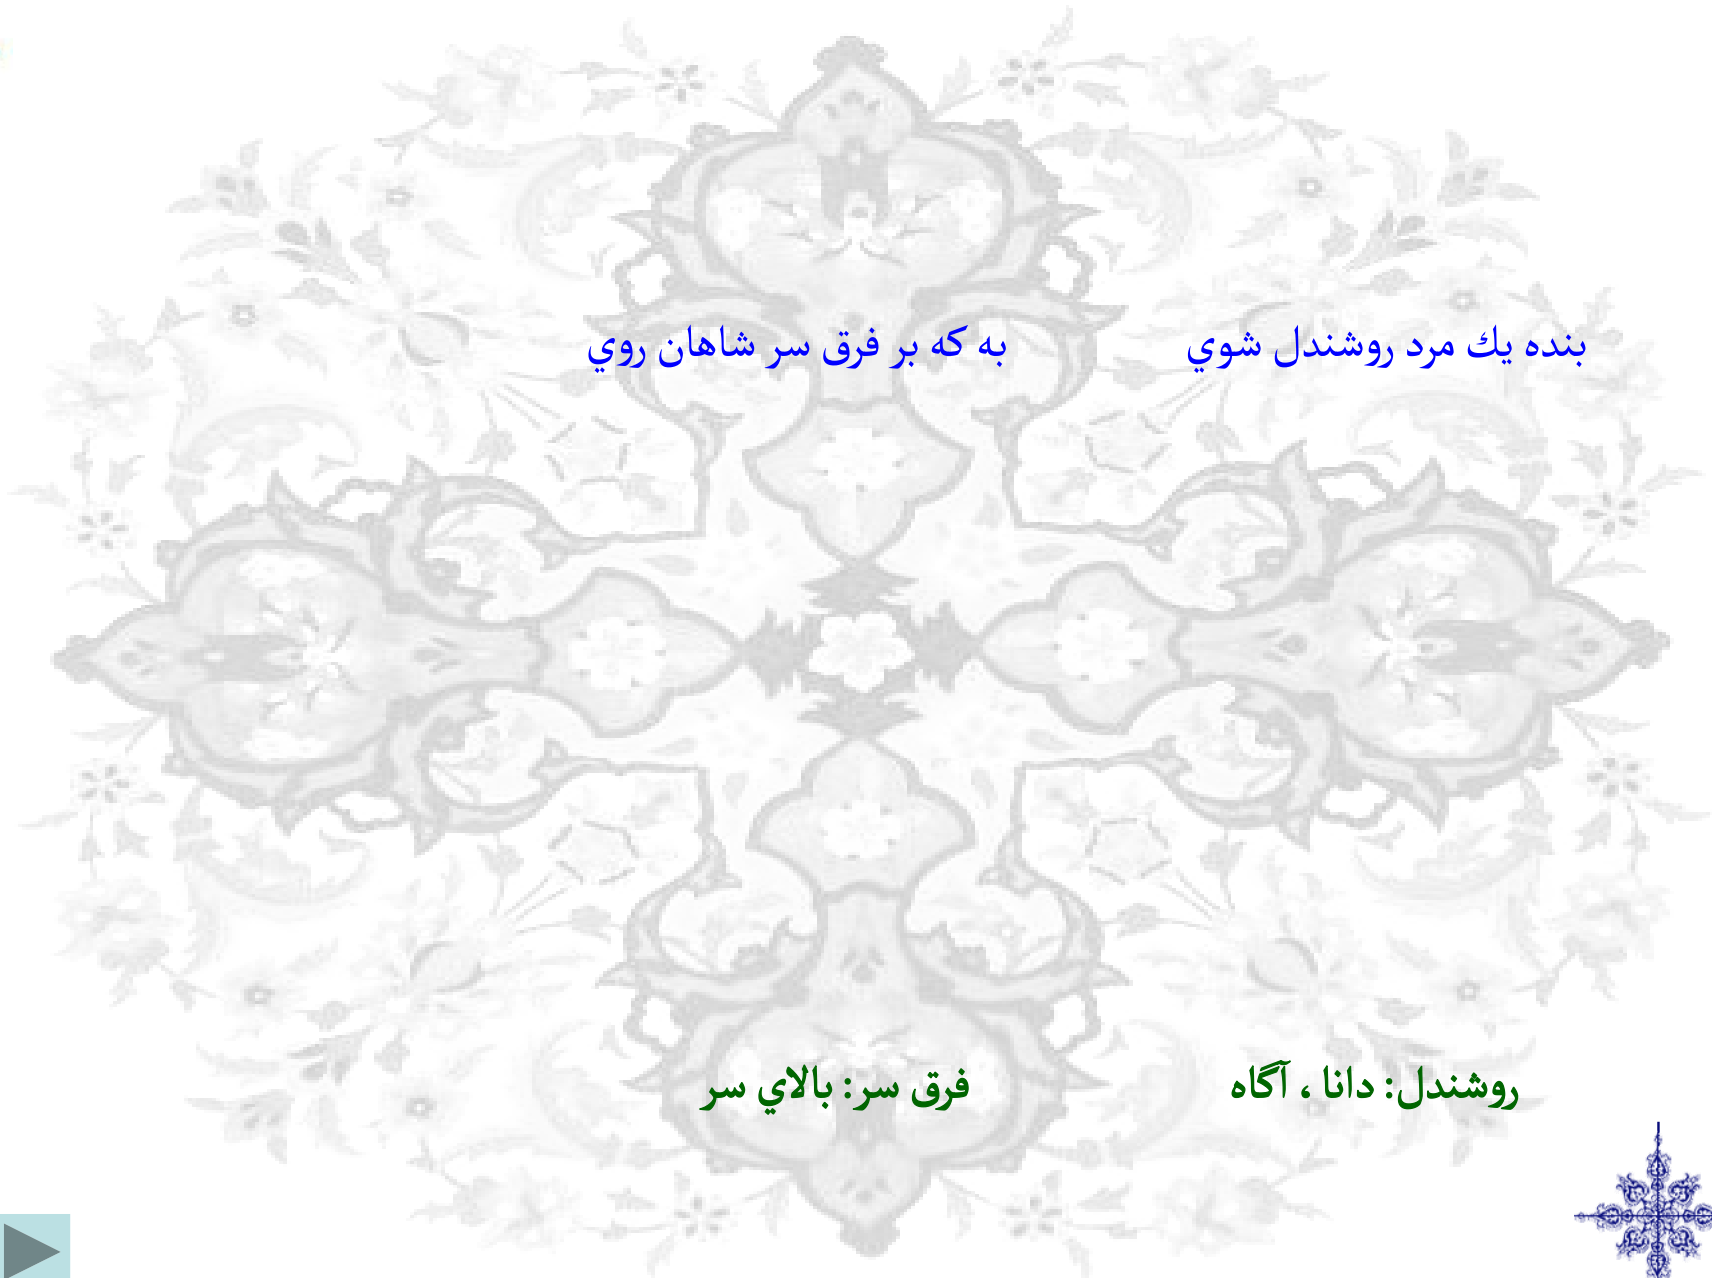 بنده يك مرد روشندل شوي به كه بر فرق سر شاهان روي
روشندل: دانا ، آگاه فرق سر: بالاي سر